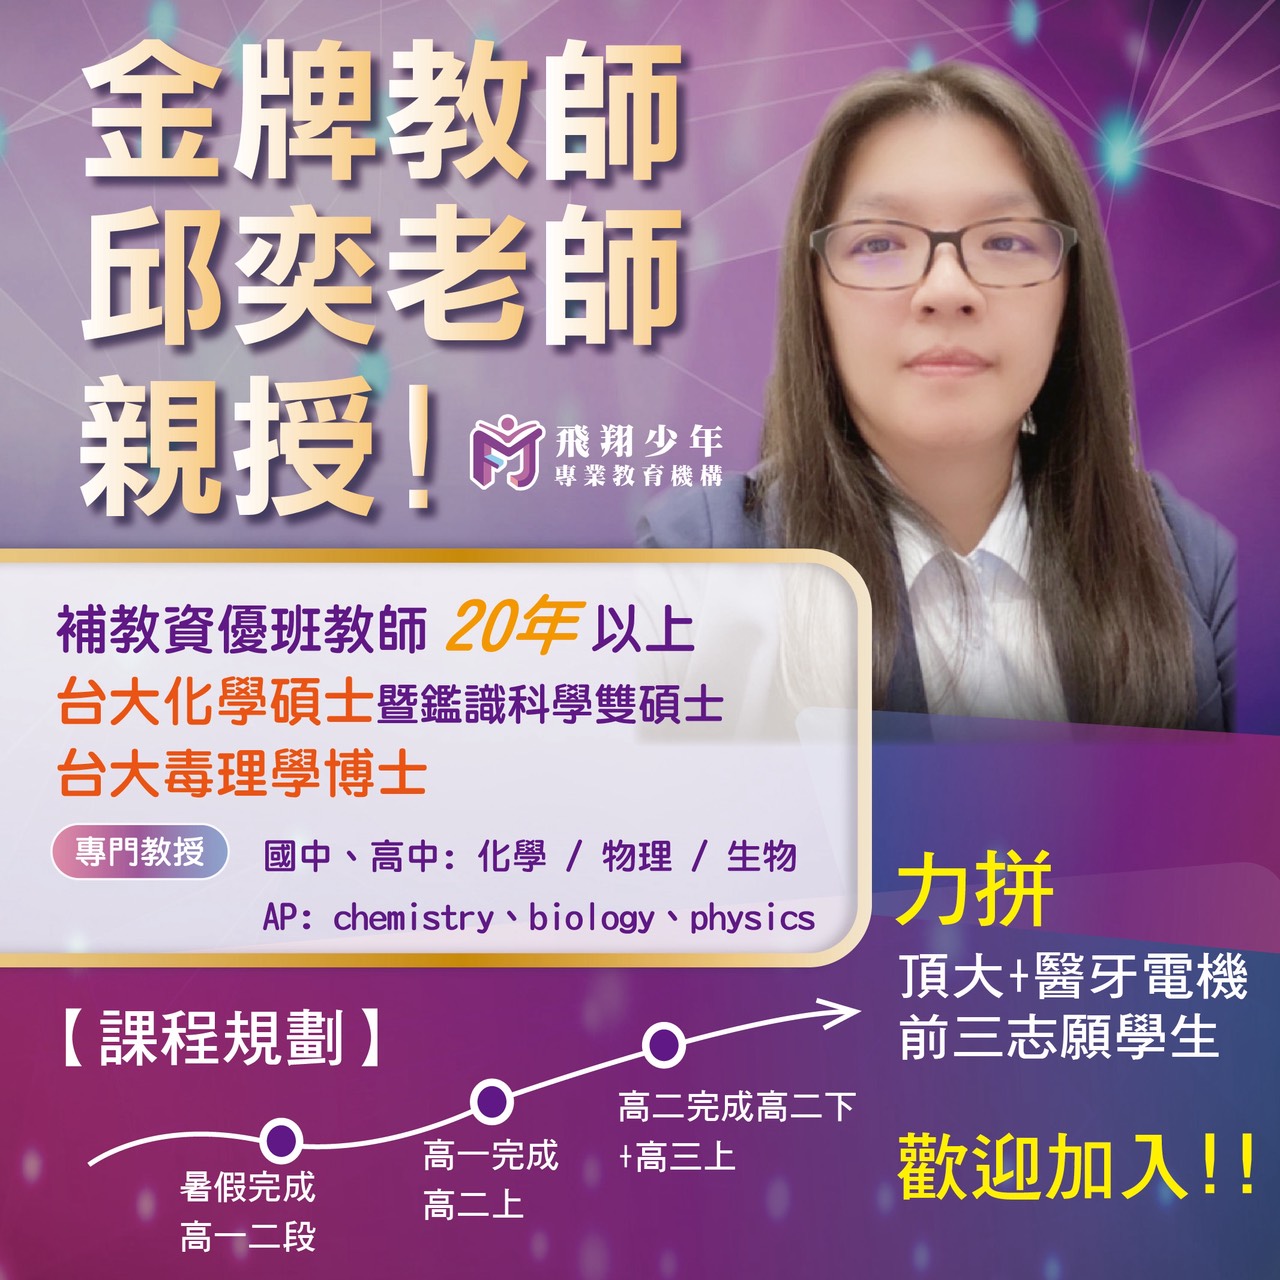 金牌教師
邱奕老師
親授!
飛翔少年
專業教育機構
補教資優班教師 20年 以上
台大化學碩士暨鑑識科學雙碩士
台大毒理學博士
專門教授
國中、高中: 化學 / 物理 / 生物
AP: chemistry、biology、physics
力拼
頂大+醫牙電機
前三志願學生
歡迎加入!!
【課程規劃】
暑假完成
高一二段
高一完成
高二上
高二完成高二下
+高三上